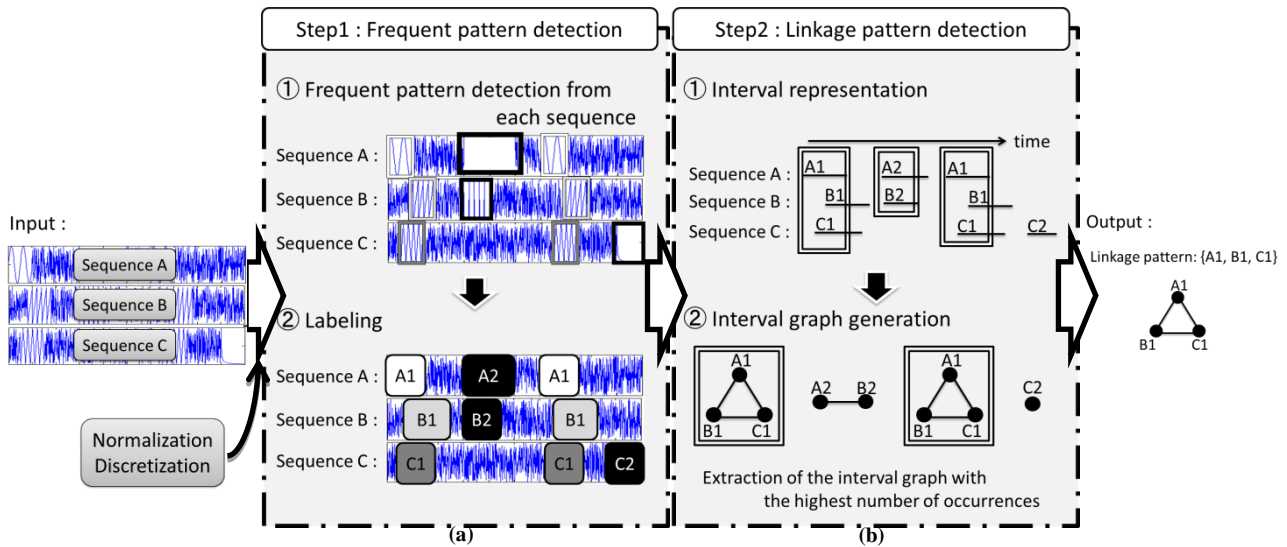 Input :
Sequence A
Sequence B
Sequence C
Normalization
Discretization
Step1 : Frequent pattern detection
① Frequent pattern detection from
each sequence
Sequence A :
Sequence B :
Sequence C :
② Labeling
Sequence A :
A1
A2
A1
Sequence B :
B1
B2
B1
Sequence C :
C1
C1
C2
(a)
Step2 : Linkage pattern detection
① Interval representation
time
Sequence A :
A1
A2
A1
Sequence B :
B1
B2
B1
Sequence C :
C1
C1
C2
② Interval graph generation
A1
B1
C1
A2
B2
A1
B1
C1
C2
Extraction of the interval graph with
the highest number of occurrences
(b)
Output :
Linkage pattern: {A1, B1, C1}
A1
B1
C1